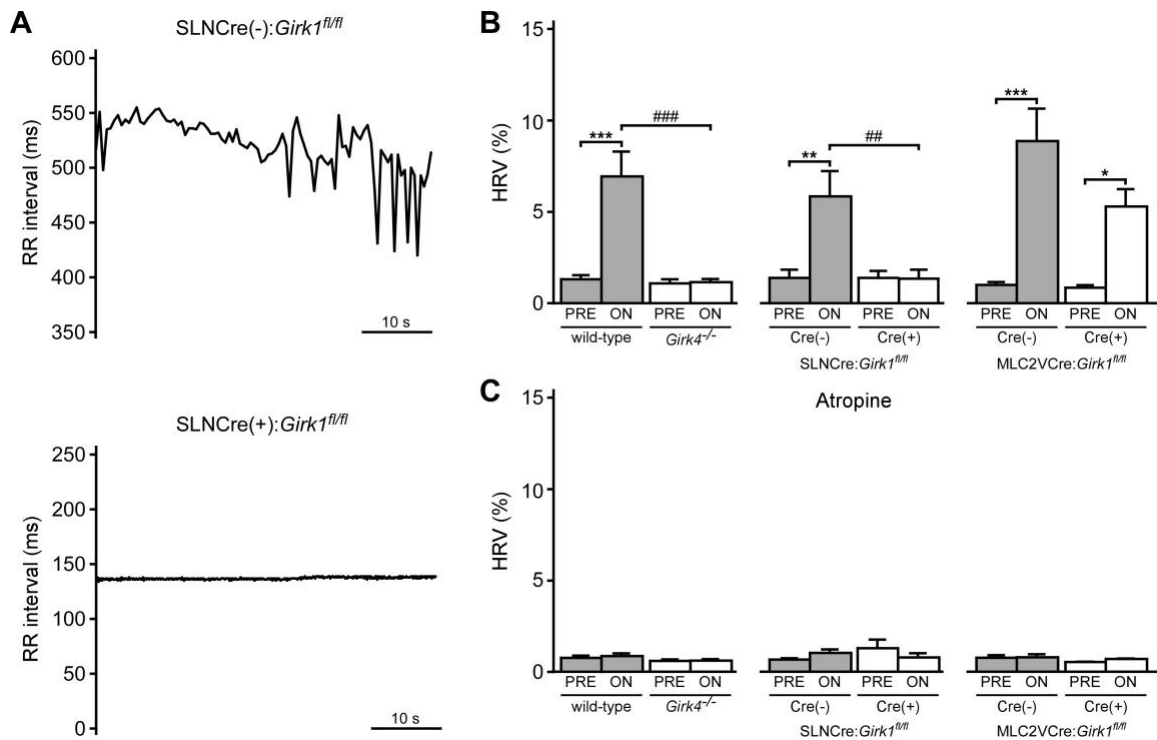 A
SLNCre(-):Girk1fl/fl
600
550
500
450
400
350
RR interval (ms)
10 s
SLNCre(+):Girk1fl/fl
250
200
150
100
50
0
RR interval (ms)
10 s
B
15
10
5
0
HRV (%)
*** ###
** ##
*** *
PRE ON PRE ON PRE ON PRE ON PRE ON PRE ON
wild-type Girk4-/- Cre(-) Cre(+) Cre(-) Cre(+)
SLNCre:Girk1fl/fl MLC2VCre:Girk1fl/fl
C
Atropine
15
10
5
0
HRV (%)
PRE ON PRE ON PRE ON PRE ON PRE ON PRE ON
wild-type Girk4-/- Cre(-) Cre(+) Cre(-) Cre(+)
SLNCre:Girk1fl/fl MLC2VCre:Girk1fl/fl